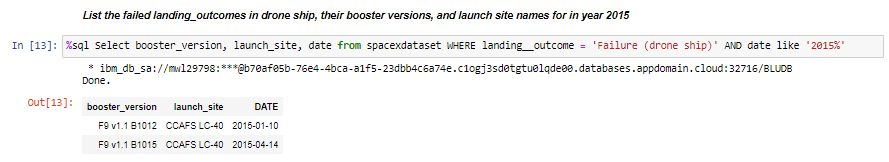 List the failed landing_outcomes in drone ship, their booster versions, and launch site names for in year 2015
In [13]: %sql Select booster_version, launch_site, date from spacexdataset WHERE landing__outcome = 'Failure (drone ship)' AND date like '2015%'
* ibm_db_sa://mwl29798:***@b70af05b-76e4-4bca-a1f5-23dbb4c6a74e.c1ogj3sd0tgtu0lqde00.databases.appdomain.cloud:32716/BLUDB
Done.
Out[13]:
booster_version launch_site DATE
F9 v1.1 B1012 CCAFS LC-40 2015-01-10
F9 v1.1 B1015 CCAFS LC-40 2015-04-14